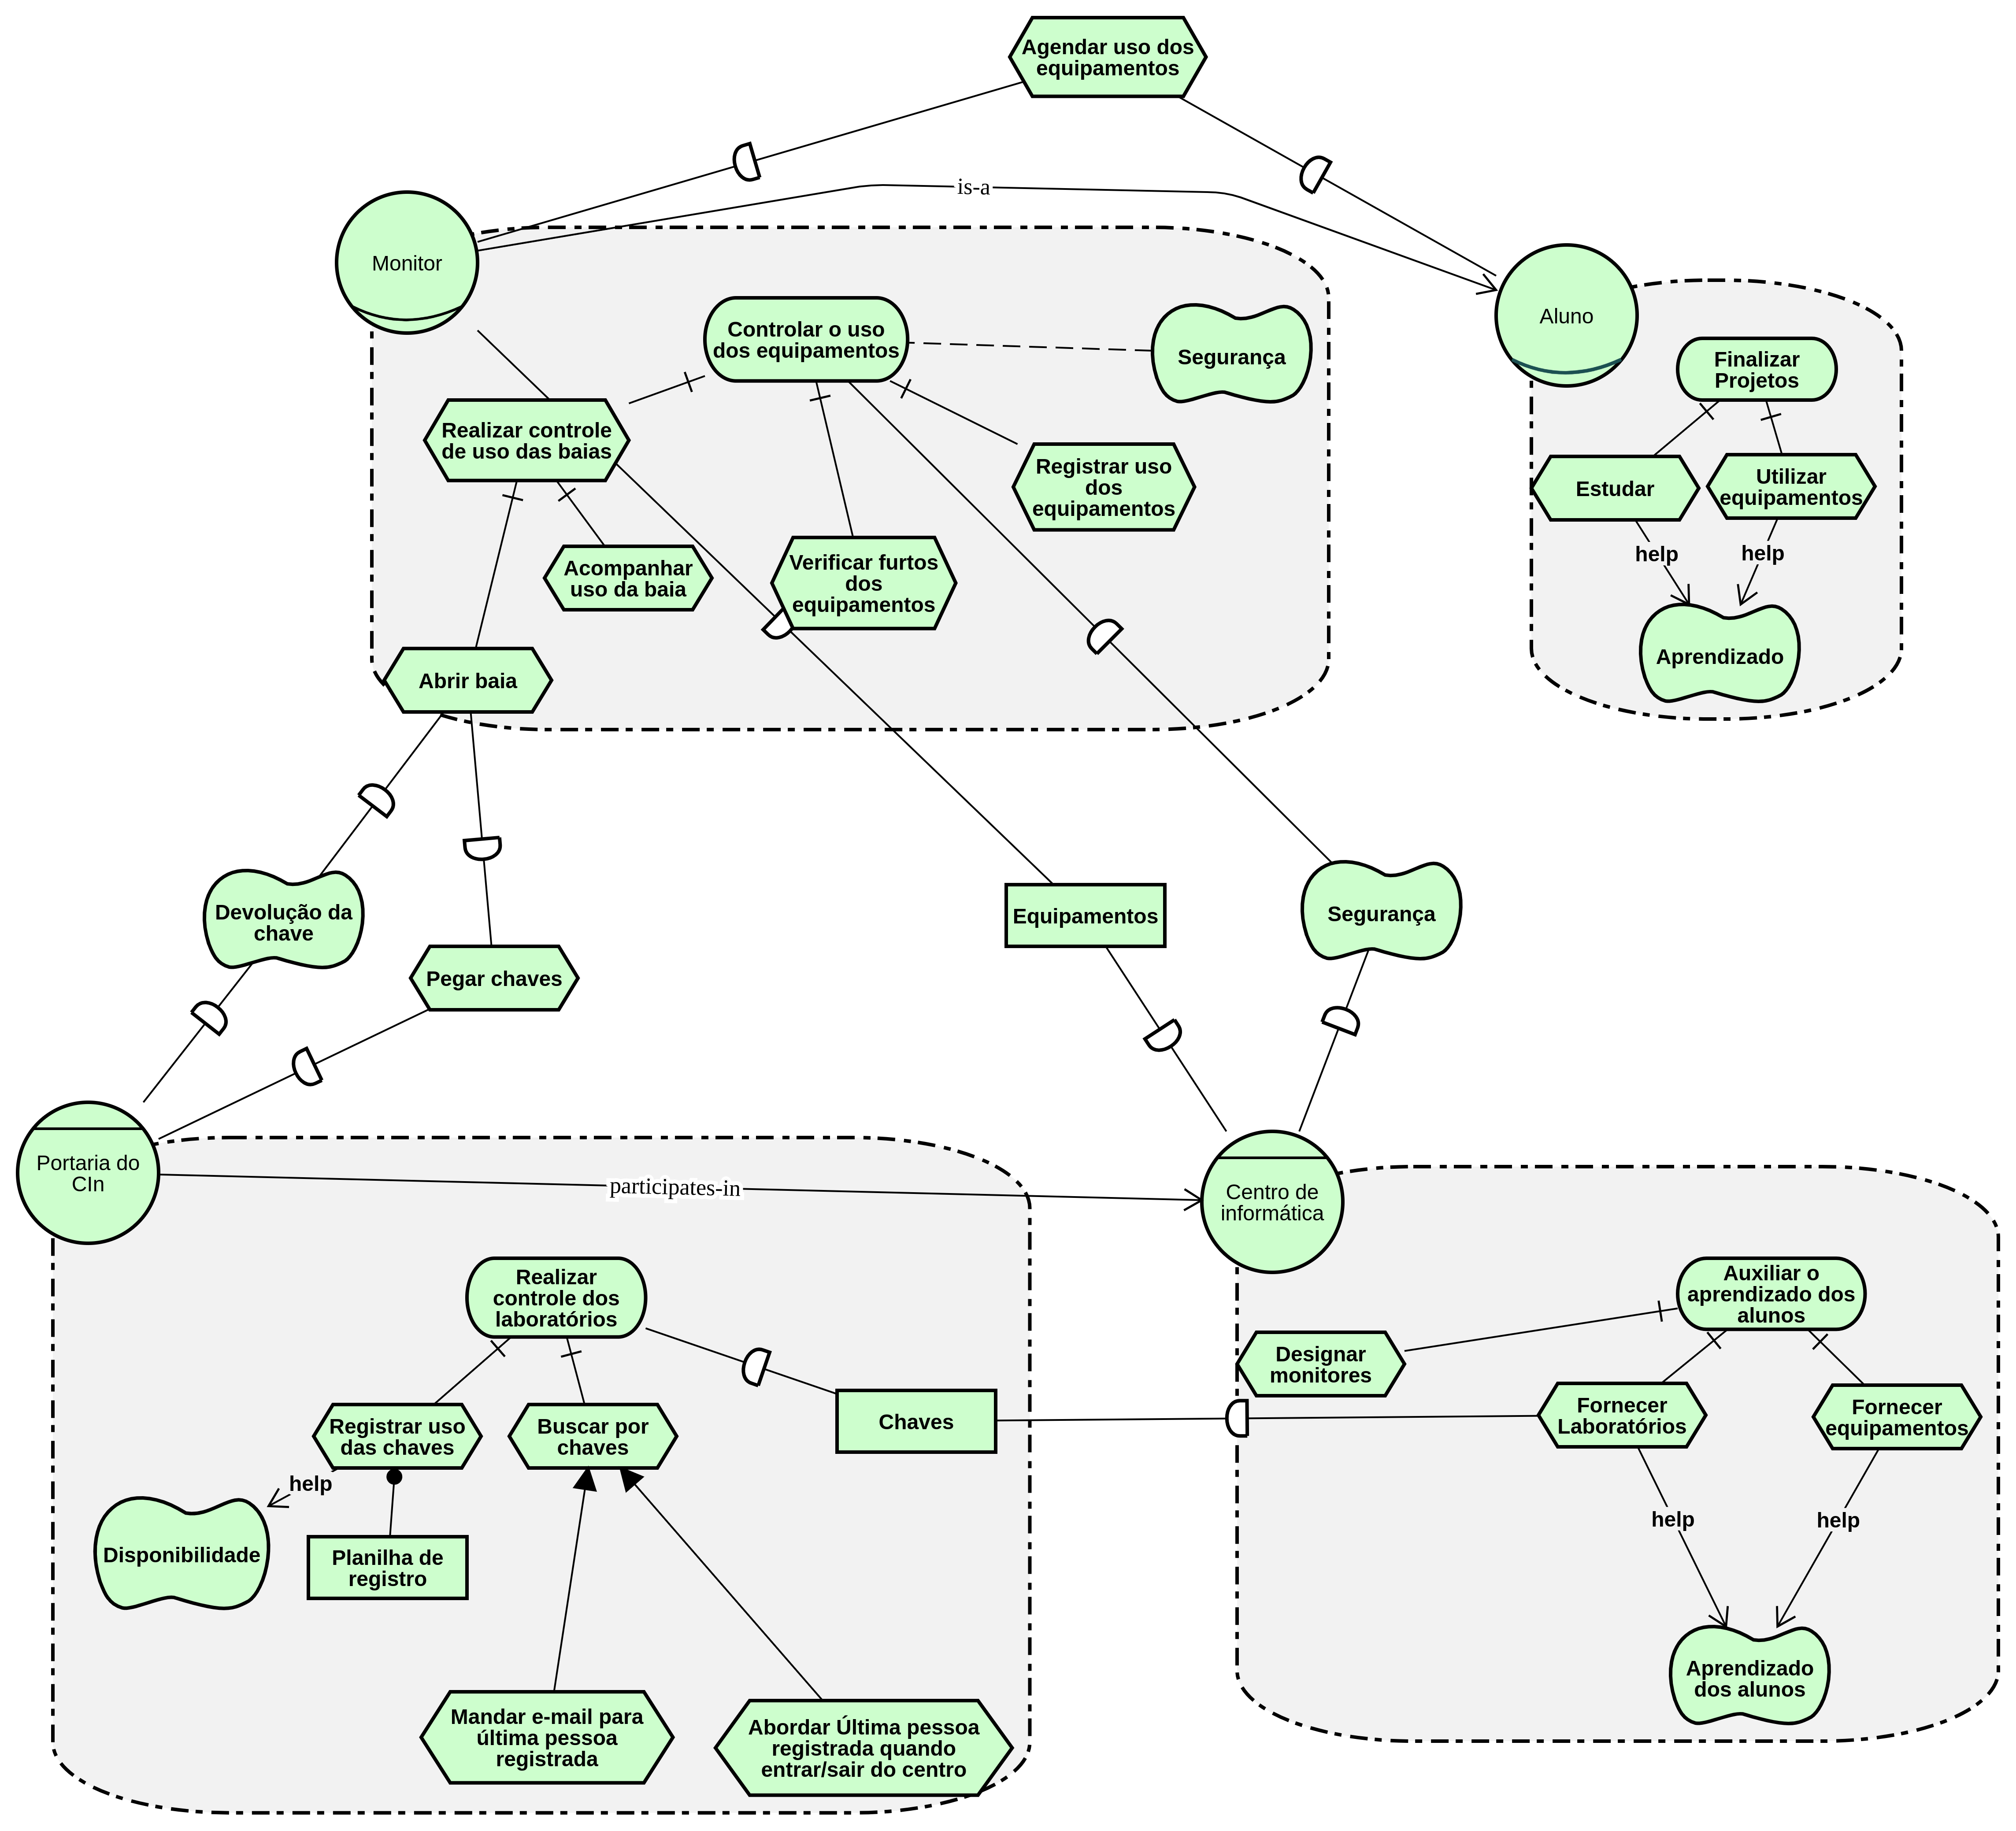 Agendar uso dos
equipamentos
is-a
Monitor
Aluno
Controlar o uso
dos equipamentos
Segurança
Finalizar
Projetos
Realizar controle
de uso das baias
Registrar uso
dos
equipamentos
Estudar
Utilizar
equipamentos
Acompanhar
uso da baia
Verificar furtos
dos
equipamentos
help
help
Abrir baia
Aprendizado
Devolução da
chave
Pegar chaves
Equipamentos
Segurança
Portaria do
CIn
participates-in
Centro de
informática
Realizar
controle dos
laboratórios
Auxiliar o
aprendizado dos
alunos
Designar
monitores
Registrar uso
das chaves
Buscar por
chaves
Chaves
Fornecer
Laboratórios
Fornecer
equipamentos
help
help
help
Disponibilidade
Planilha de
registro
Aprendizado
dos alunos
Mandar e-mail para
última pessoa
registrada
Abordar Última pessoa
registrada quando
entrar/sair do centro